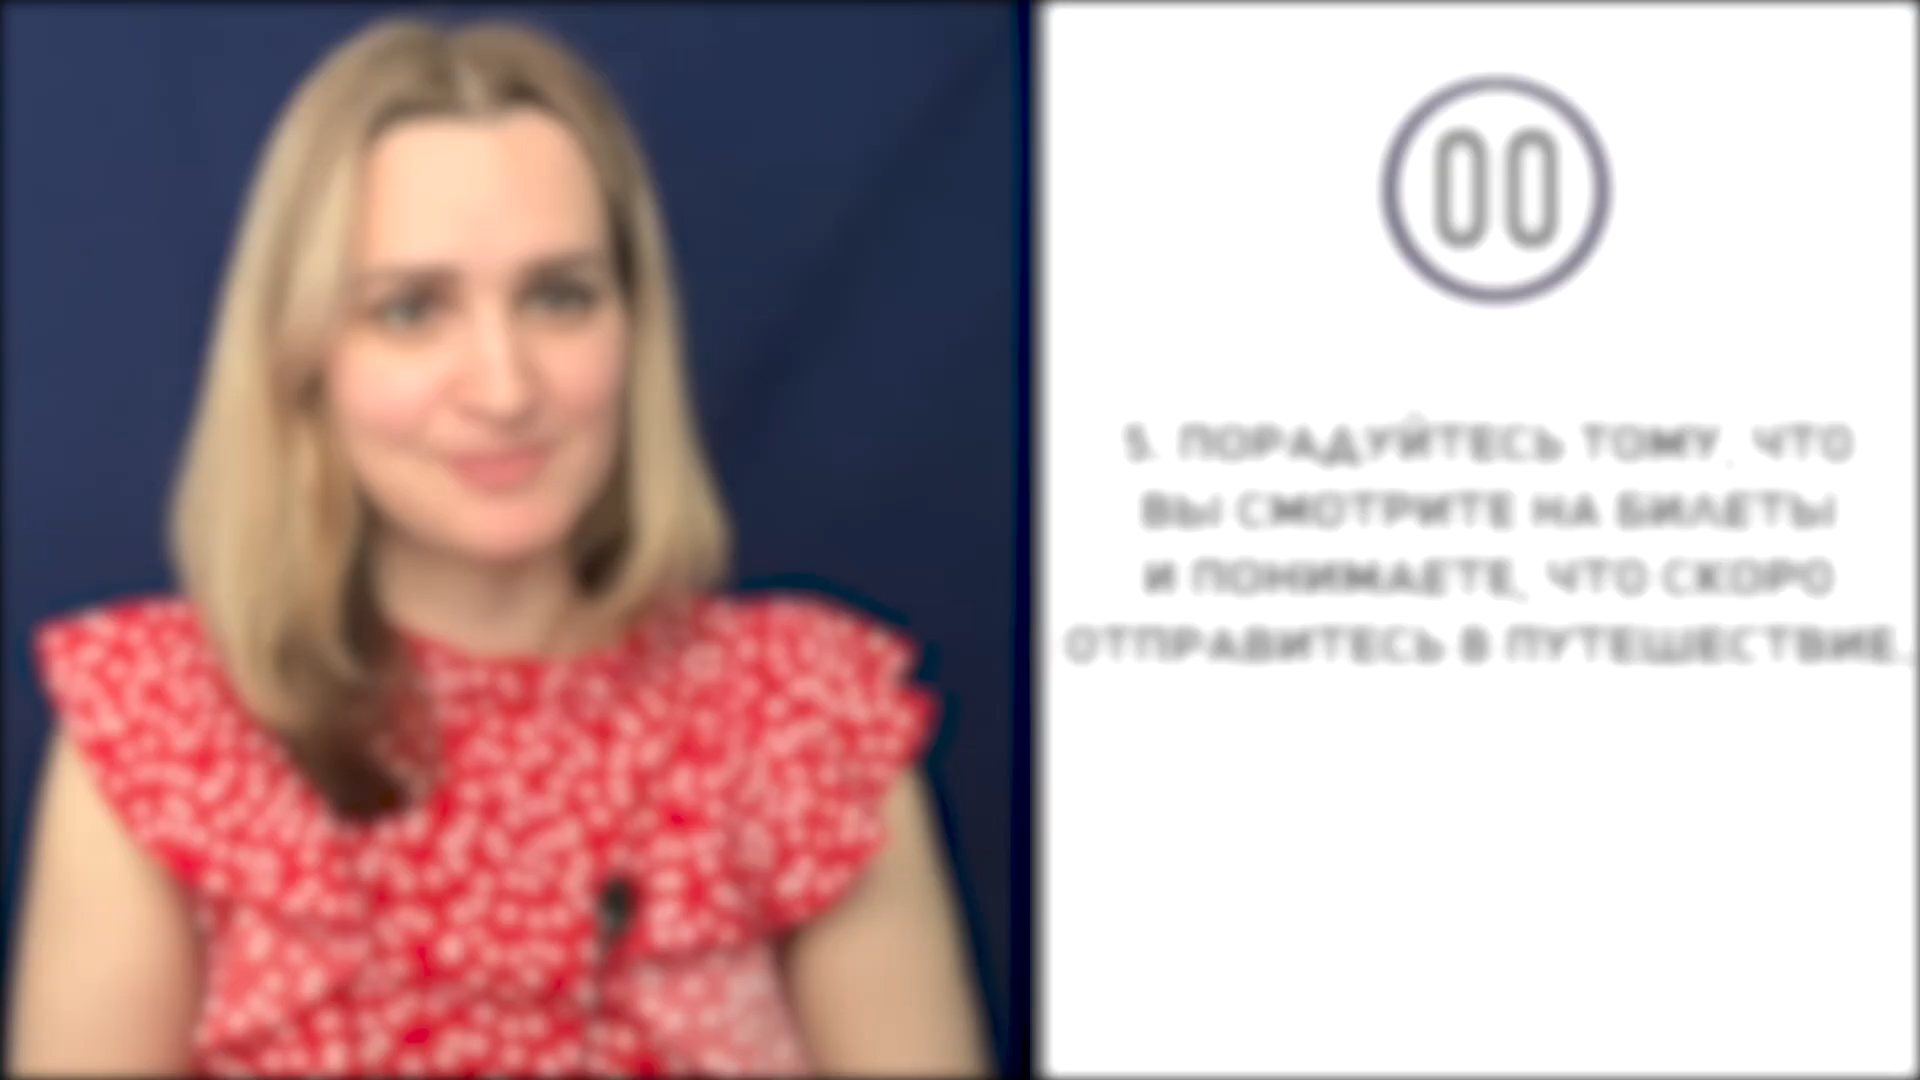 5. ПОРАДУЙТЕСЬ ТОМУ, ЧТО
ВЫ СМОТРИТЕ НА БИЛЕТЫ
И ПОНИМАЕТЕ, ЧТО СКОРО
ОТПРАВИТЕСЬ В ПУТЕШЕСТВИЕ.